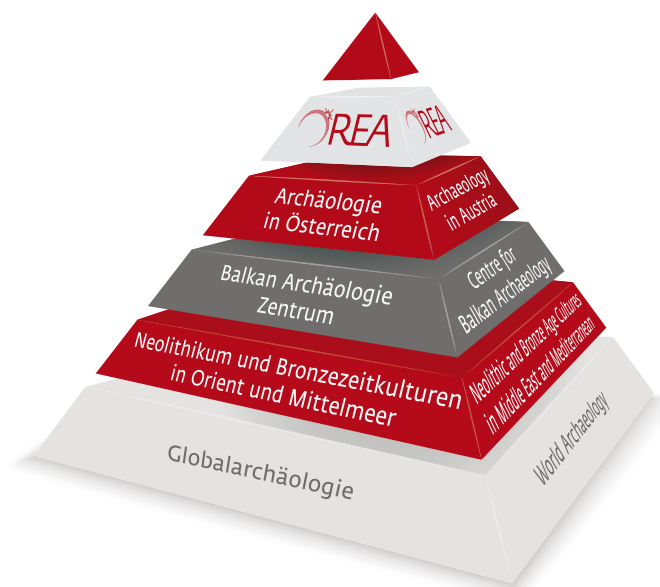 OREA
OREA
Archäologie
in Österreich
Archaeology
in Austria
Balkan Archäologie
Zentrum
Centre for
Balkan Archaeology
Neolithikum und Bronzezeitkulturen
in Orient und Mittelmeer
Neolithic and Bronze Age Cultures
in Middle East and Mediterranean
Globalarchäologie
World Archaeology